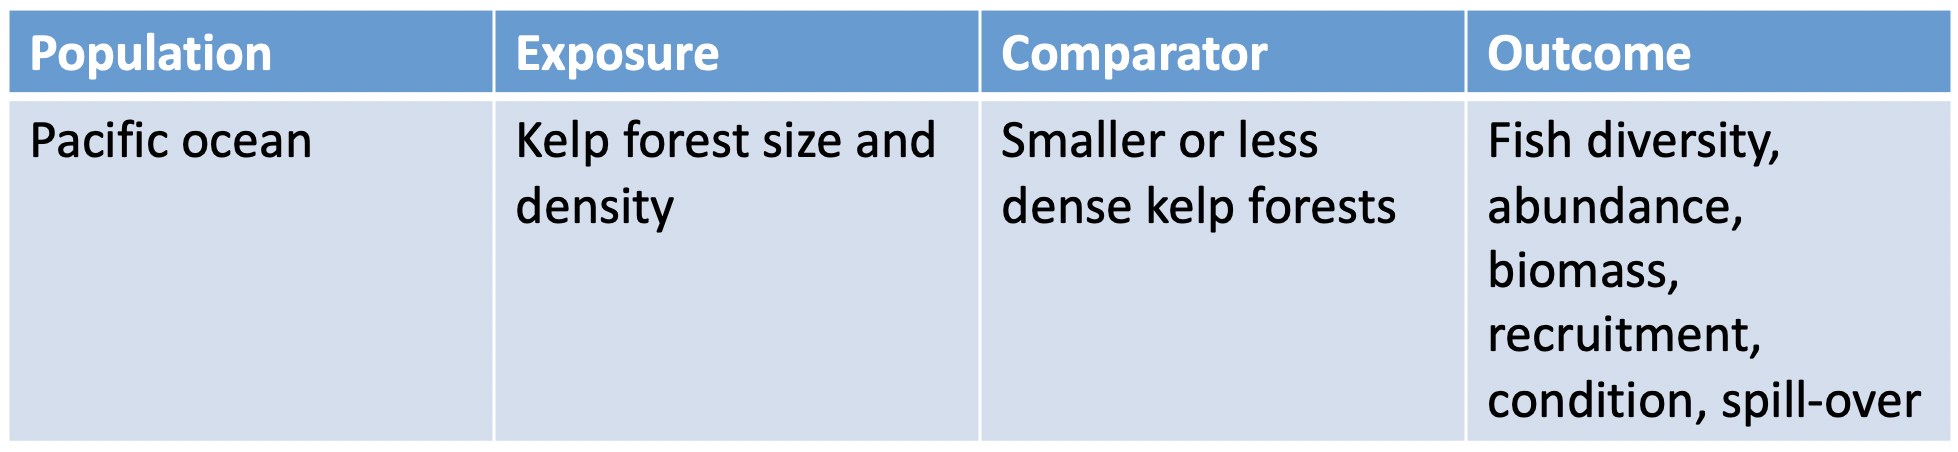 Population
Exposure
Comparator
Outcome
Pacific ocean
Kelp forest size and
density
Smaller or less
dense kelp forests
Fish diversity,
abundance,
biomass,
recruitment,
condition, spill-over